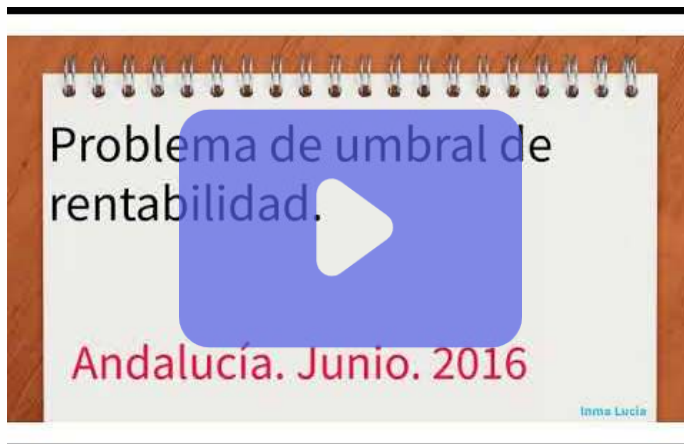 Problema de umbral de
rentabilidad.
Andalucía. Junio. 2016
Inma Lucía